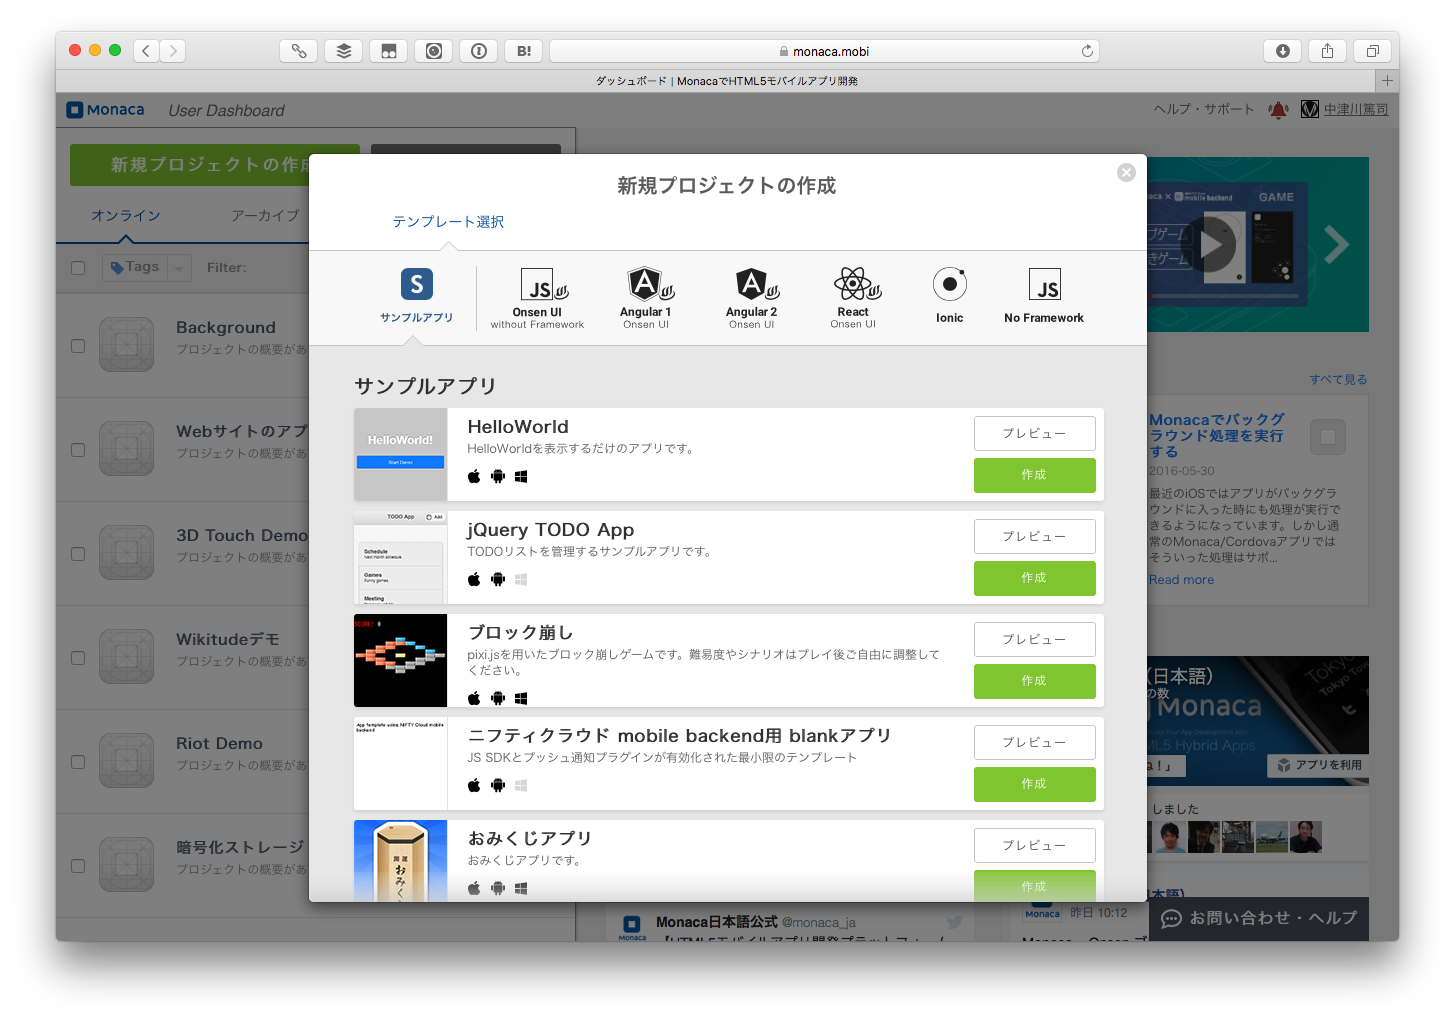 B!
monaca.mobi
ダッシュボード | MonacaでHTML5モバイルアプリ開発
Monaca
User Dashboard
ヘルプ・サポート
中津川篤司
新規プロジェクトの作成
オンライン
アーカイブ
Tags
Filter:
Background
プロジェクトの概要があ
Webサイトのアプ
プロジェクトの概要があ
3D Touch Demo
プロジェクトの概要があ
Wikitudeデモ
プロジェクトの概要があ
Riot Demo
プロジェクトの概要があ
暗号化ストレージ
プロジェクトの概要があ
新規プロジェクトの作成
テンプレート選択
S
サンプルアプリ
JS
Onsen UI
without Framework
A
Angular 1
Onsen UI
A
Angular 2
Onsen UI
React
Onsen UI
Ionic
JS
No Framework
サンプルアプリ
HelloWorld!
Start Demo
HelloWorld
HelloWorldを表示するだけのアプリです。
プレビュー
作成
TODO App
Add
Schedule
Next month schedule.
Games
Funny games.
Meeting
jQuery TODO App
TODOリストを管理するサンプルアプリです。
プレビュー
作成
SCORE: 0
ブロック崩し
pixi.jsを用いたブロック崩しゲームです。難易度やシナリオはプレイ後ご自由に調整して
ください。
プレビュー
作成
App template using NIFTY Cloud mobile
backend
ニフティクラウド mobile backend用 blankアプリ
JS SDKとプッシュ通知プラグインが有効化された最小限のテンプレート
プレビュー
作成
開運
おみく
おみくじアプリ
おみくじアプリです。
プレビュー
作成
mobile backend
GAME
すべて見る
Monacaでバックグ
ラウンド処理を実行
する
2016-05-30
最近のiOSではアプリがバックグラ
ウンドに入った時にも処理が実行で
きるようになっています。しかし通
常のMonaca/Cordovaアプリでは
そういった処理はサポ...
Read more
(日本語)
の数
Monaca
ML5 Hybrid Apps
ね！」
アプリを利用
しました
本語)
Monaca
Monaca日本語公式 @monaca_ja
Monaca
昨日 10:12
お問い合わせ・ヘルプ